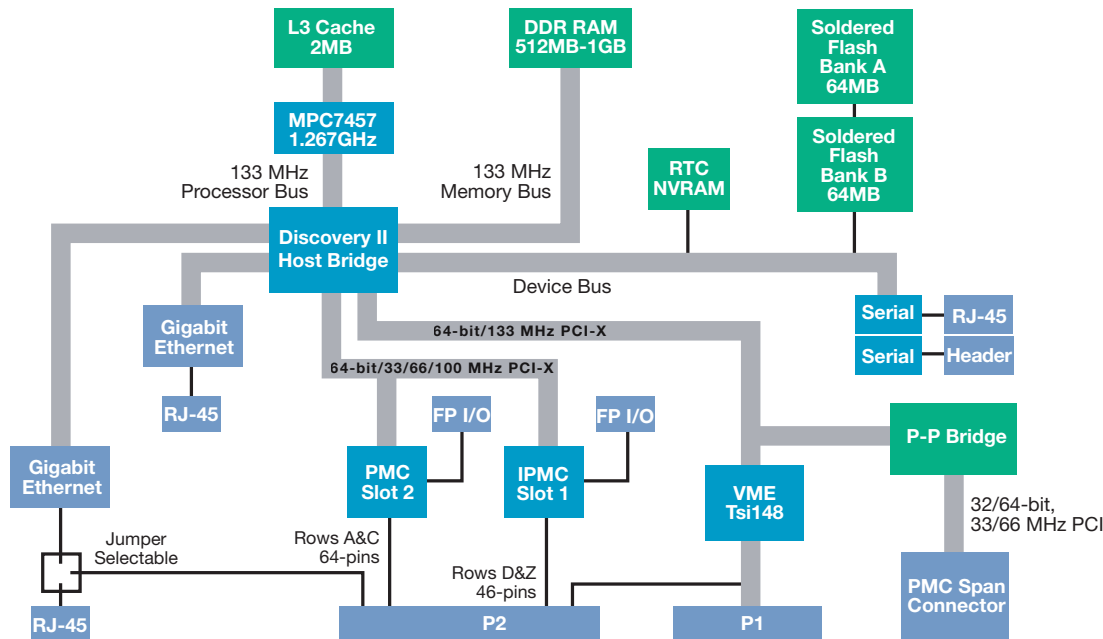 L3 Cache
2MB
DDR RAM
512MB-1GB
Soldered
Flash
Bank A
64MB
MPC7457
1.267GHz
Soldered
Flash
Bank B
64MB
133 MHz
Processor Bus
133 MHz
Memory Bus
RTC
NVRAM
Discovery II
Host Bridge
Device Bus
Gigabit
Ethernet
Serial
RJ-45
Serial
Header
64-bit/133 MHz PCI-X
64-bit/33/66/100 MHz PCI-X
RJ-45
FP I/O
FP I/O
P-P Bridge
Gigabit
Ethernet
PMC
Slot 2
IPMC
Slot 1
VME
Tsi148
32/64-bit,
33/66 MHz PCI
Jumper
Selectable
Rows A&C
64-pins
Rows D&Z
46-pins
PMC Span
Connector
RJ-45
P2
P1